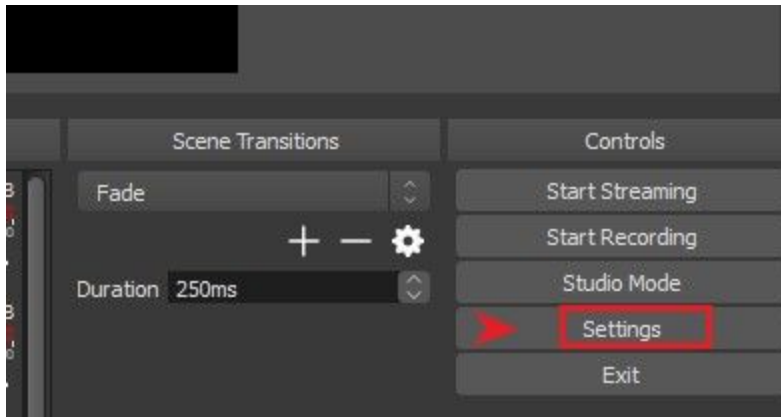 Scene Transitions
Controls
Fade
Start Streaming
Start Recording
Duration 250ms
Studio Mode
Settings
Exit